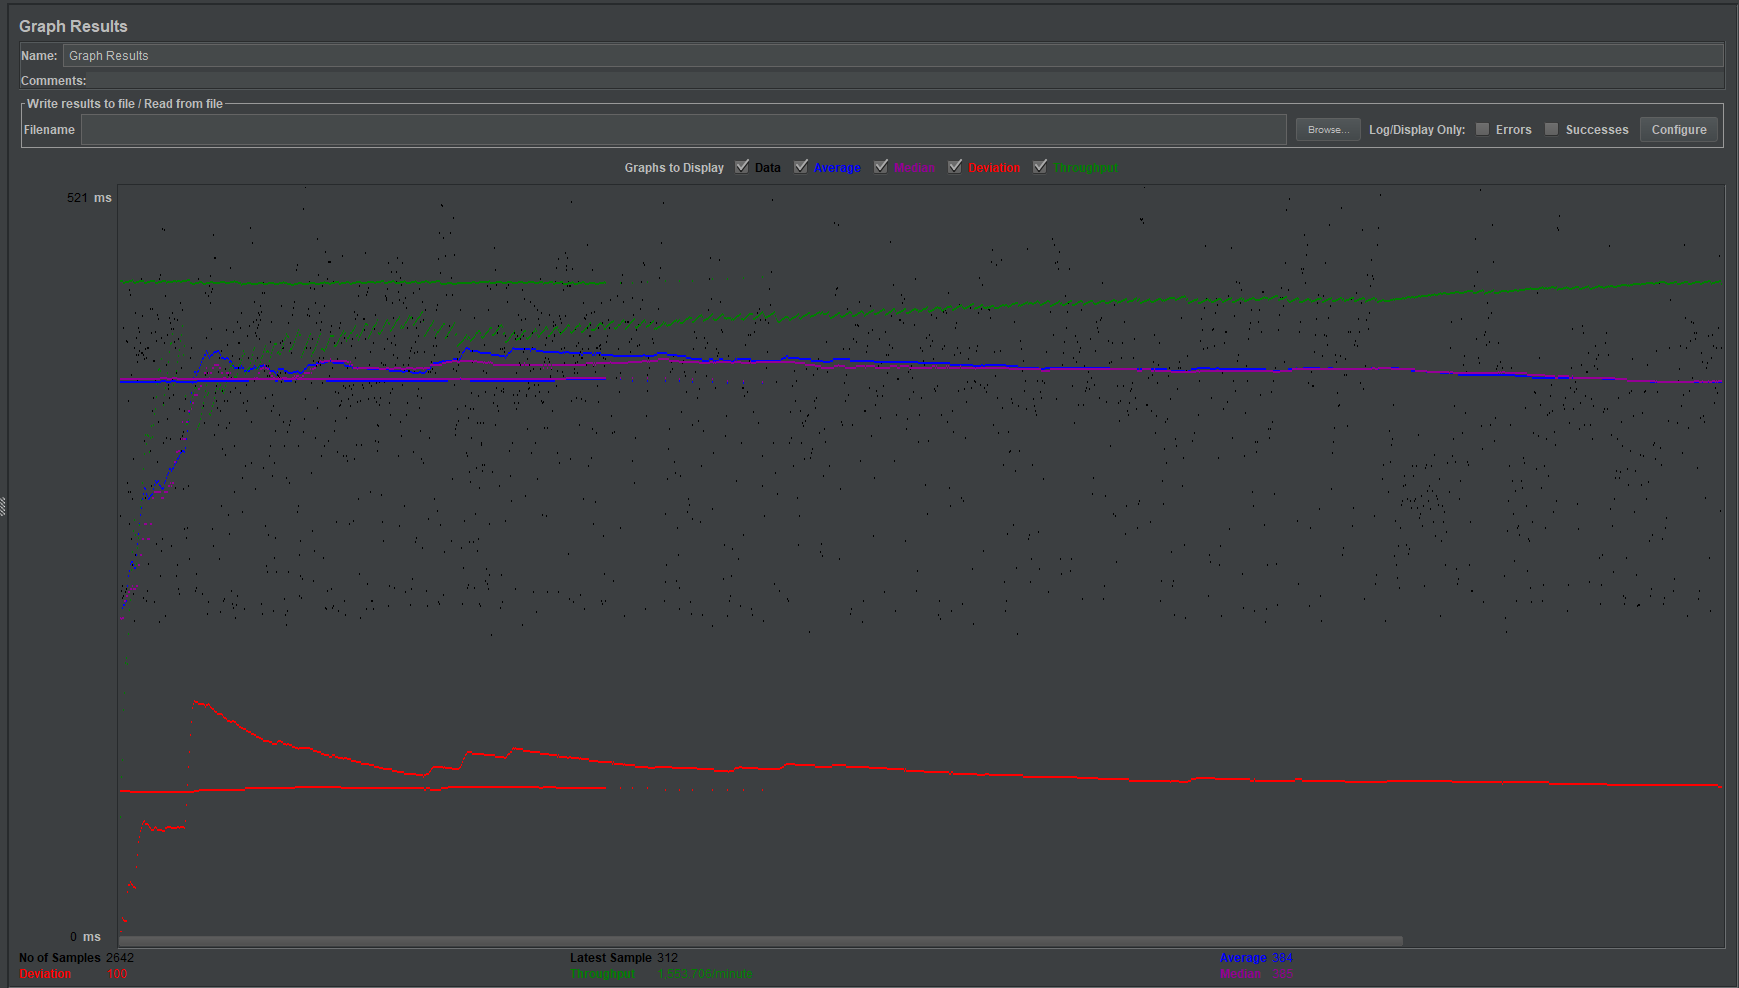 Graph Results
Name: Graph Results
Comments:
Write results to file / Read from file
Filename Browse... Log/Display Only: Errors Successes Configure
Graphs to Display Data Average Median Deviation Throughput
521 ms
0 ms
No of Samples 2642 Latest Sample 312 Average 384
Deviation 100 Throughput 1,553.706/minute Median